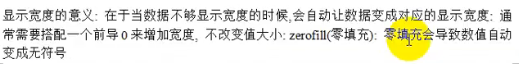 显示宽度的意义: 在于当数据不够显示宽度的时候,会自动让数据变成对应的显示宽度: 通
常需要搭配一个前导0来增加宽度, 不改变值大小: zerofill(零填充): 零填充会导致数值自动
变成无符号